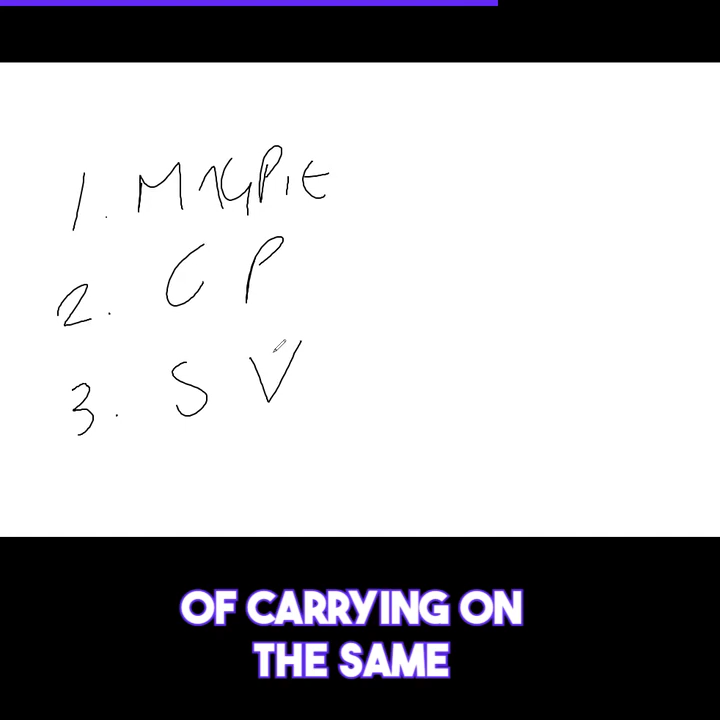 1. MAGPIE
2. C P
3. S V
OF CARRYING ON
THE SAME